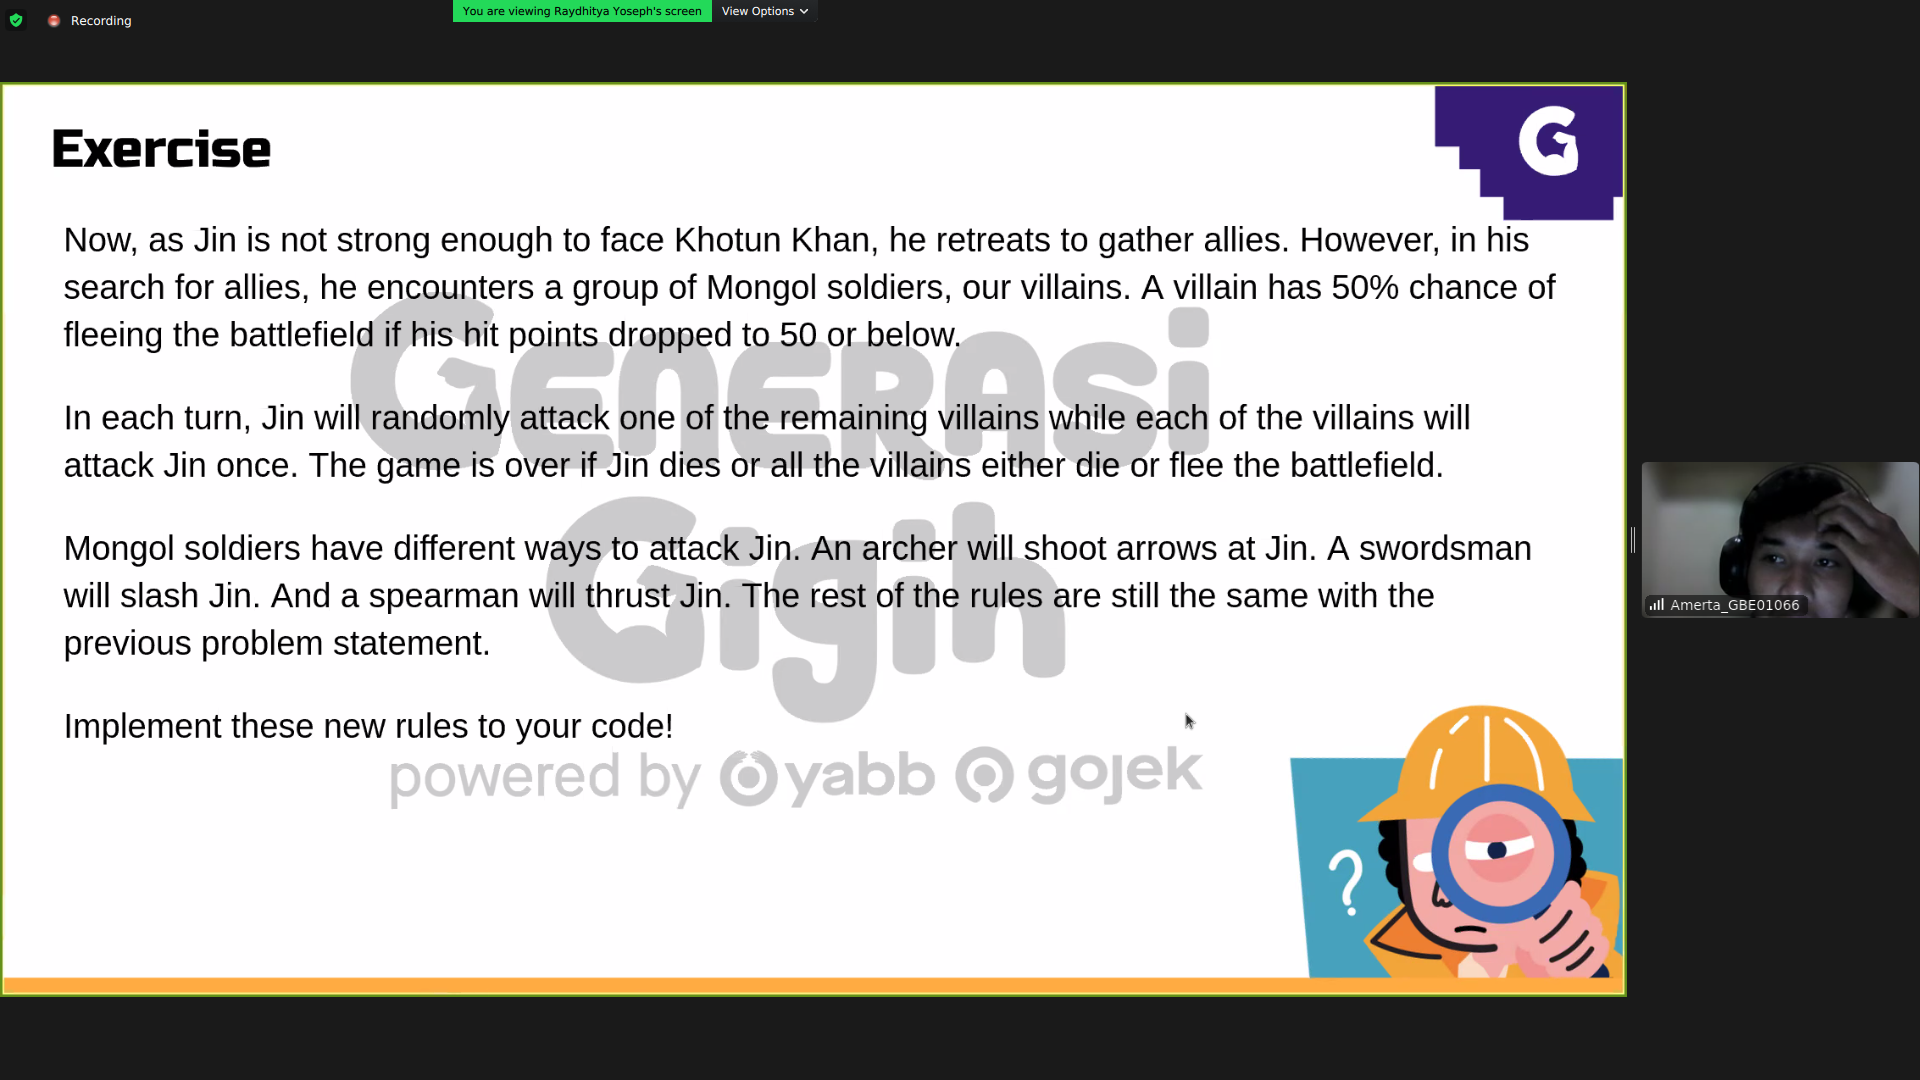 Recording
You are viewing Raydhitya Yoseph's screen
View Options
Exercise
G
Now, as Jin is not strong enough to face Khotun Khan, he retreats to gather allies. However, in his
search for allies, he encounters a group of Mongol soldiers, our villains. A villain has 50% chance of
fleeing the battlefield if his hit points dropped to 50 or below.
In each turn, Jin will randomly attack one of the remaining villains while each of the villains will
attack Jin once. The game is over if Jin dies or all the villains either die or flee the battlefield.
Mongol soldiers have different ways to attack Jin. An archer will shoot arrows at Jin. A swordsman
will slash Jin. And a spearman will thrust Jin. The rest of the rules are still the same with the
previous problem statement.
Implement these new rules to your code!
GENERASI
GIGIH
powered by yabb gojek
?
Amerta_GBE01066